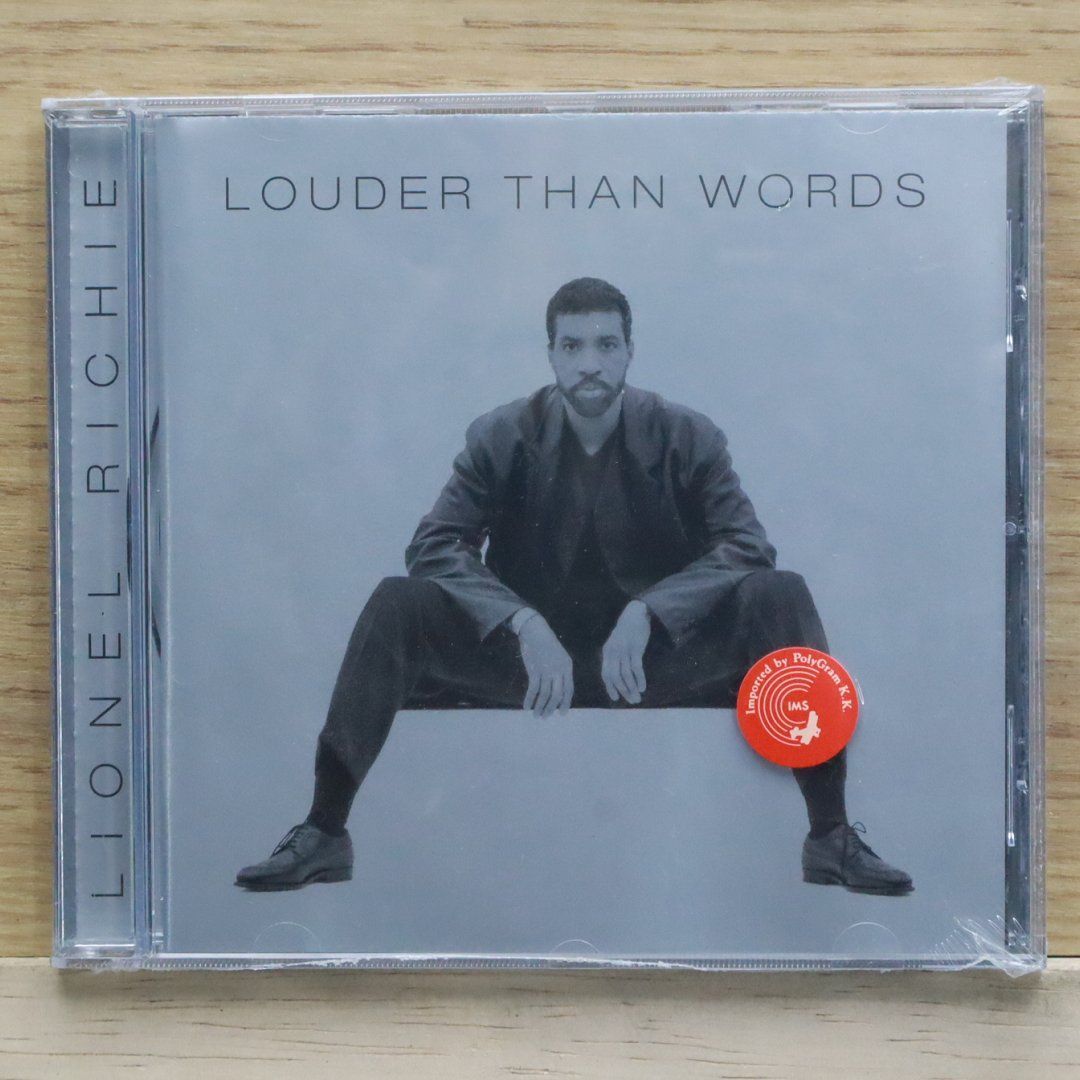 LOUDER THAN WORDS
LIONEL RICHIE
Imported by PolyGram K.K.
IMS